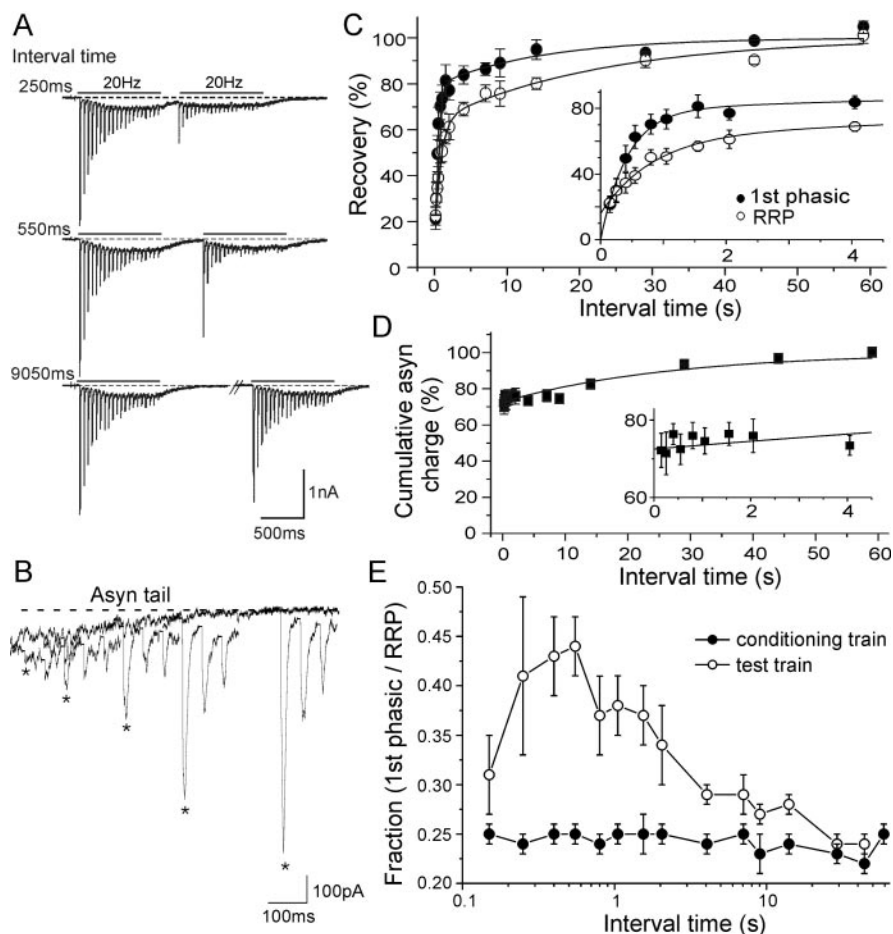 A
Interval time
250ms
20Hz
20Hz
550ms
9050ms
1nA
500ms
B
Asyn tail
*
*
*
*
*
100pA
100ms
C
Recovery (%)
100
80
60
40
20
0
80
40
0
0
2
4
1st phasic
RRP
0
10
20
30
40
50
60
Interval time (s)
D
Cumulative asyn
charge (%)
100
80
60
40
20
0
80
60
0
2
4
0
10
20
30
40
50
60
Interval time (s)
E
Fraction (1st phasic / RRP)
0.50
0.45
0.40
0.35
0.30
0.25
0.20
conditioning train
test train
0.1
1
10
Interval time (s)